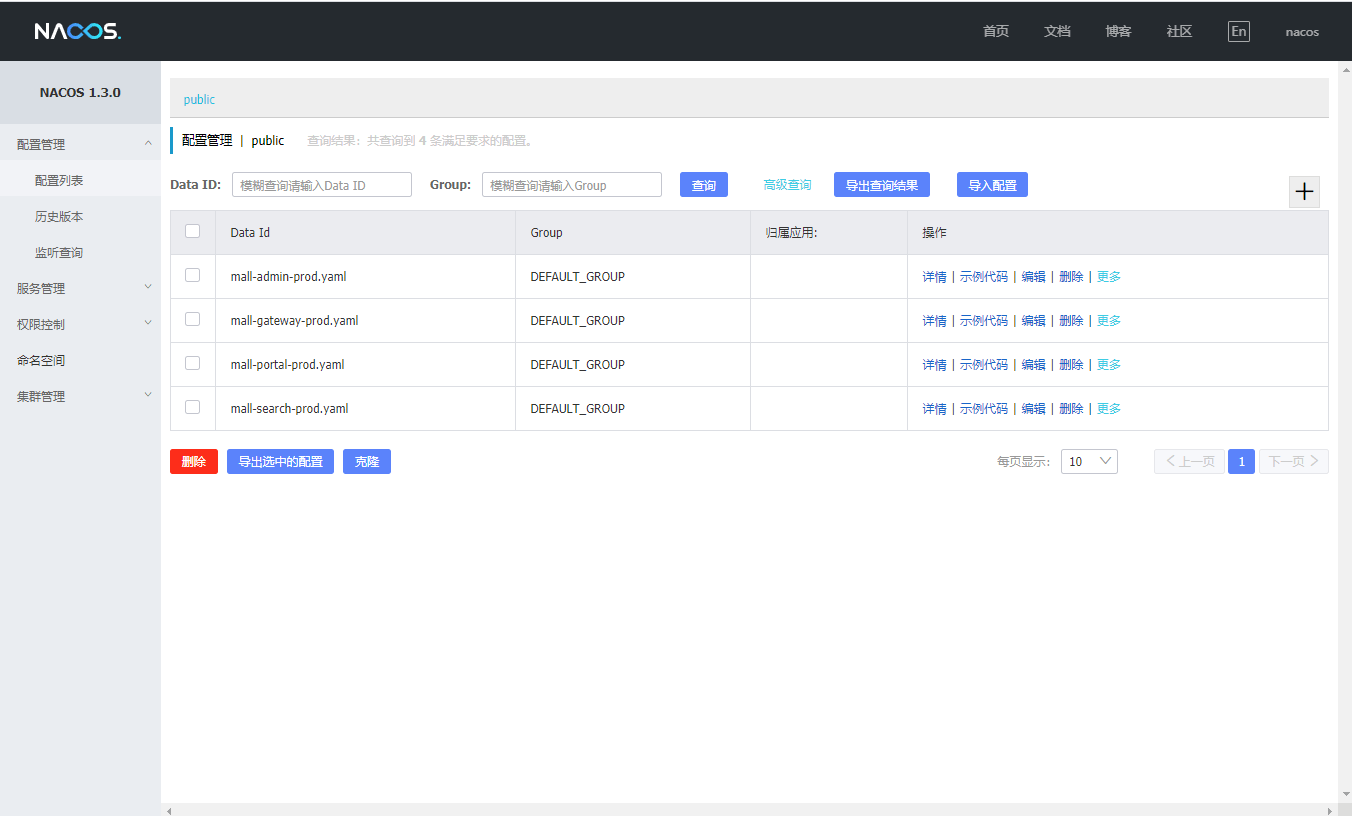 NACOS.
首页 文档 博客 社区 En nacos
NACOS 1.3.0
配置管理
配置列表
历史版本
监听查询
服务管理
权限控制
命名空间
集群管理
public
配置管理 | public 查询结果：共查询到 4 条满足要求的配置。
Data ID: 模糊查询请输入Data ID Group: 模糊查询请输入Group 查询 高级查询 导出查询结果 导入配置
Data Id Group 归属应用: 操作
mall-admin-prod.yaml DEFAULT_GROUP 详情 | 示例代码 | 编辑 | 删除 | 更多
mall-gateway-prod.yaml DEFAULT_GROUP 详情 | 示例代码 | 编辑 | 删除 | 更多
mall-portal-prod.yaml DEFAULT_GROUP 详情 | 示例代码 | 编辑 | 删除 | 更多
mall-search-prod.yaml DEFAULT_GROUP 详情 | 示例代码 | 编辑 | 删除 | 更多
删除 导出选中的配置 克隆 每页显示: 10 上一页 1 下一页